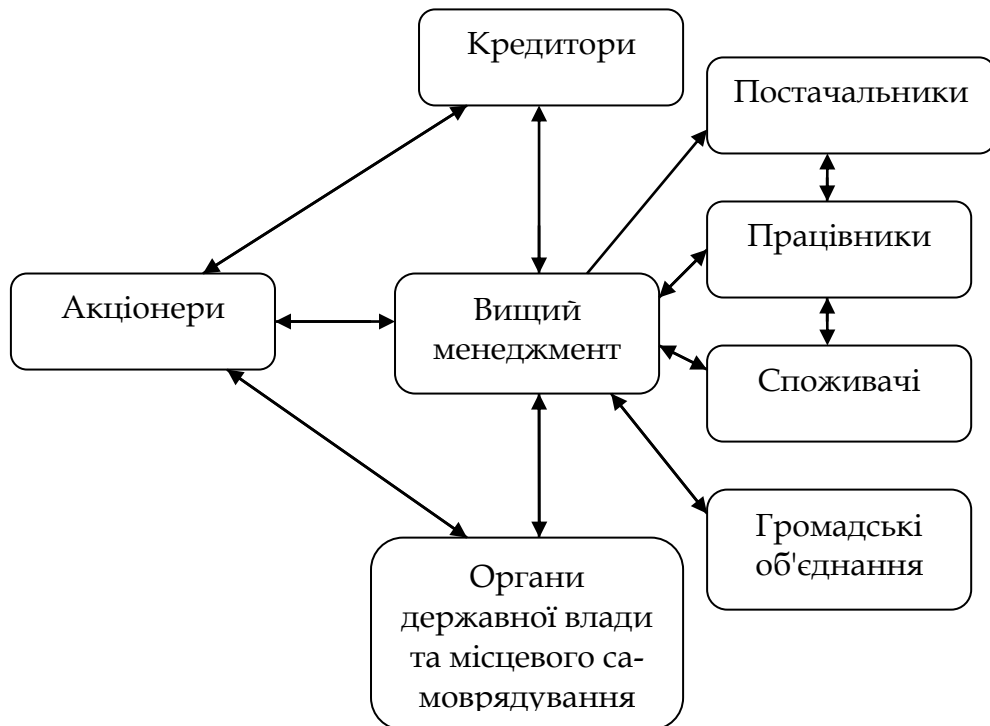 Кредитори
Постачальники
Працівники
Акціонери
Вищий
менеджмент
Споживачі
Громадські
об'єднання
Органи
державної влади
та місцевого са-
моврядування